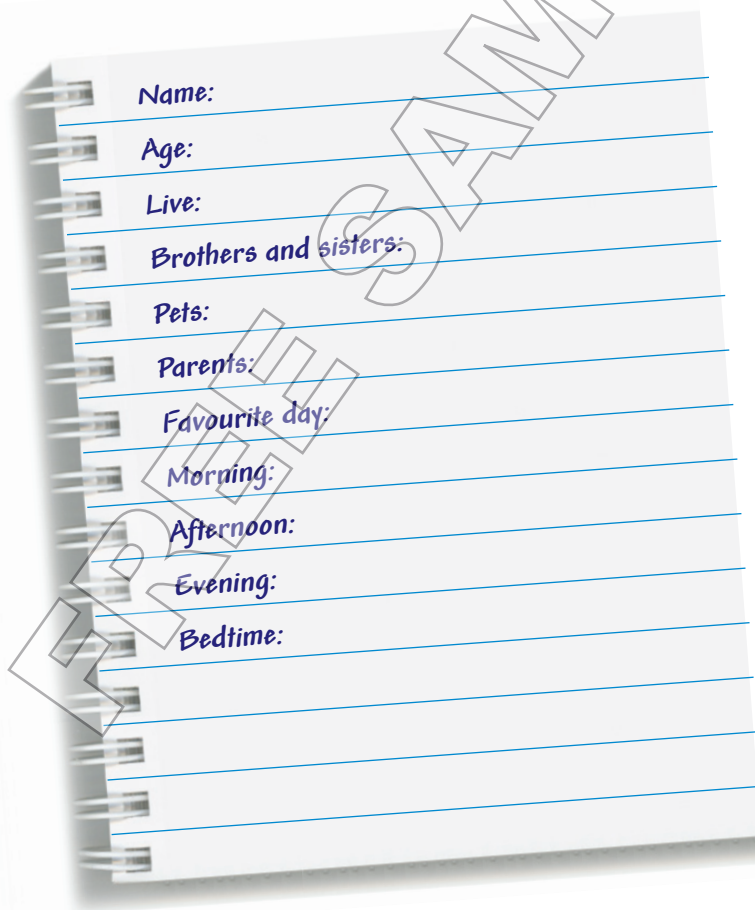 Name:
Age:
Live:
Brothers and sisters:
Pets:
Parents:
Favourite day:
Morning:
Afternoon:
Evening:
Bedtime:
FREE SAM